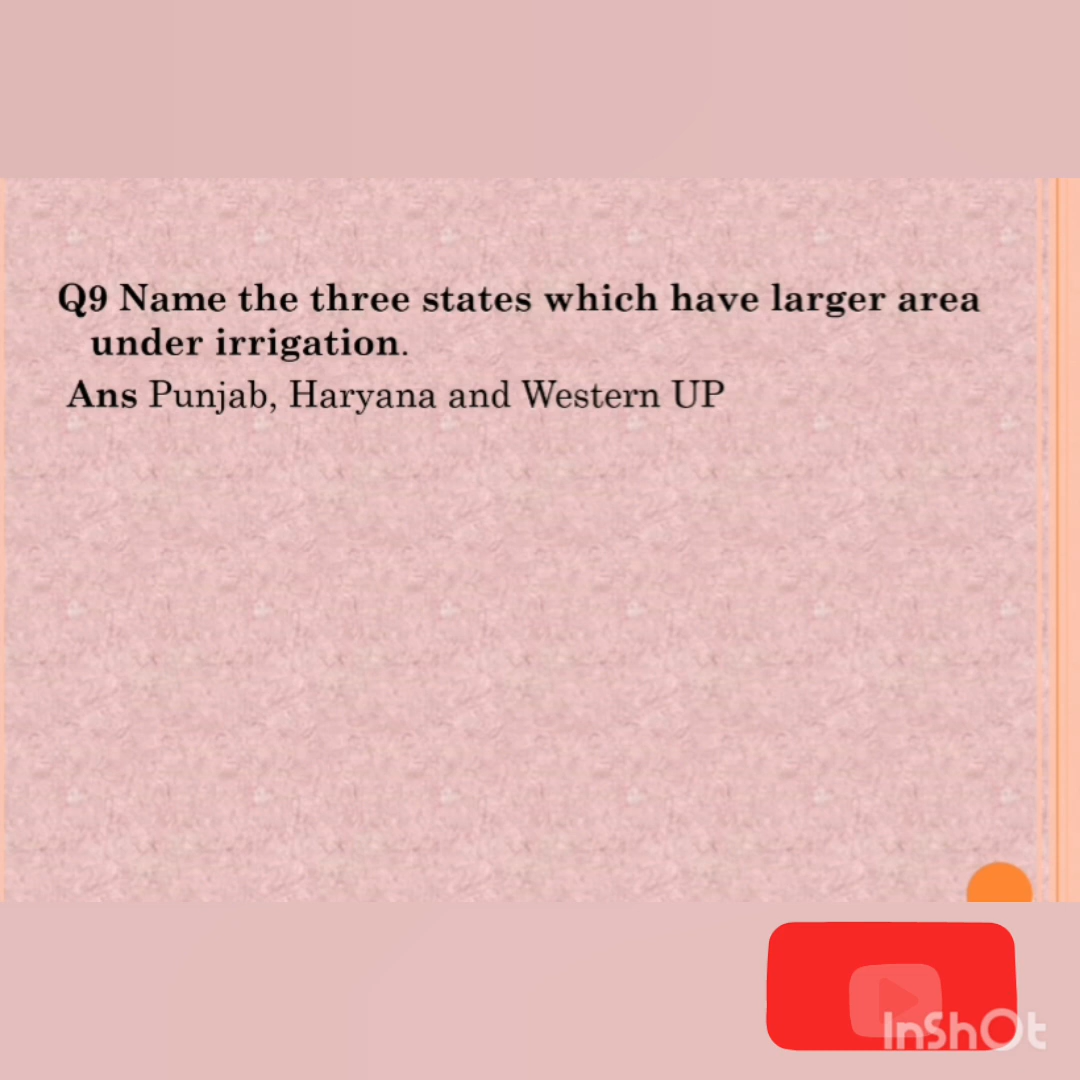 Q9 Name the three states which have larger area
under irrigation.
Ans Punjab, Haryana and Western UP
InShOt